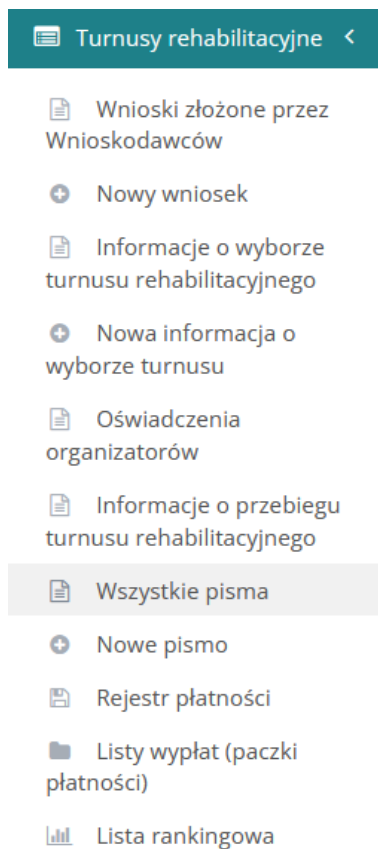 Turnusy rehabilitacyjne
Wnioski złożone przez
Wnioskodawców
Nowy wniosek
Informacje o wyborze
turnusu rehabilitacyjnego
Nowa informacja o
wyborze turnusu
Oświadczenia
organizatorów
Informacje o przebiegu
turnusu rehabilitacyjnego
Wszystkie pisma
Nowe pismo
Rejestr płatności
Listy wypłat (paczki
płatności)
Lista rankingowa